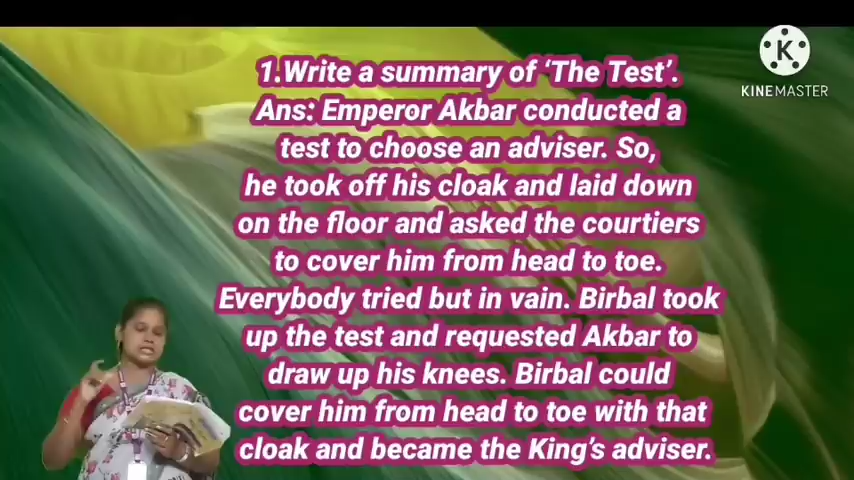 1.Write a summary of ‘The Test’.
Ans: Emperor Akbar conducted a
test to choose an adviser. So,
he took off his cloak and laid down
on the floor and asked the courtiers
to cover him from head to toe.
Everybody tried but in vain. Birbal took
up the test and requested Akbar to
draw up his knees. Birbal could
cover him from head to toe with that
cloak and became the King’s adviser.
K
KINEMASTER